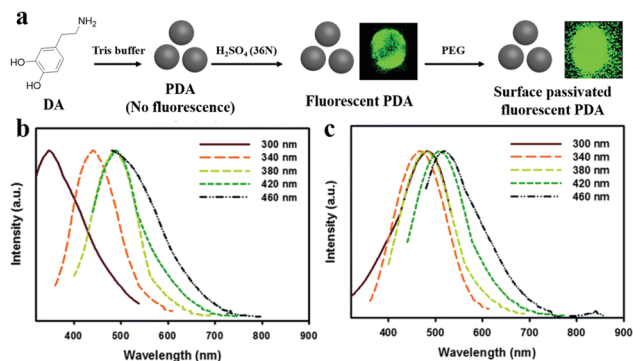 a
NH₂
HO
HO
DA
Tris buffer
PDA
(No fluorescence)
H₂SO₄ (36N)
Fluorescent PDA
PEG
Surface passivated
fluorescent PDA
b
Intensity (a.u.)
300 nm
340 nm
380 nm
420 nm
460 nm
400 500 600 700 800 900
Wavelength (nm)
c
Intensity (a.u.)
300 nm
340 nm
380 nm
420 nm
460 nm
400 500 600 700 800 900
Wavelength (nm)